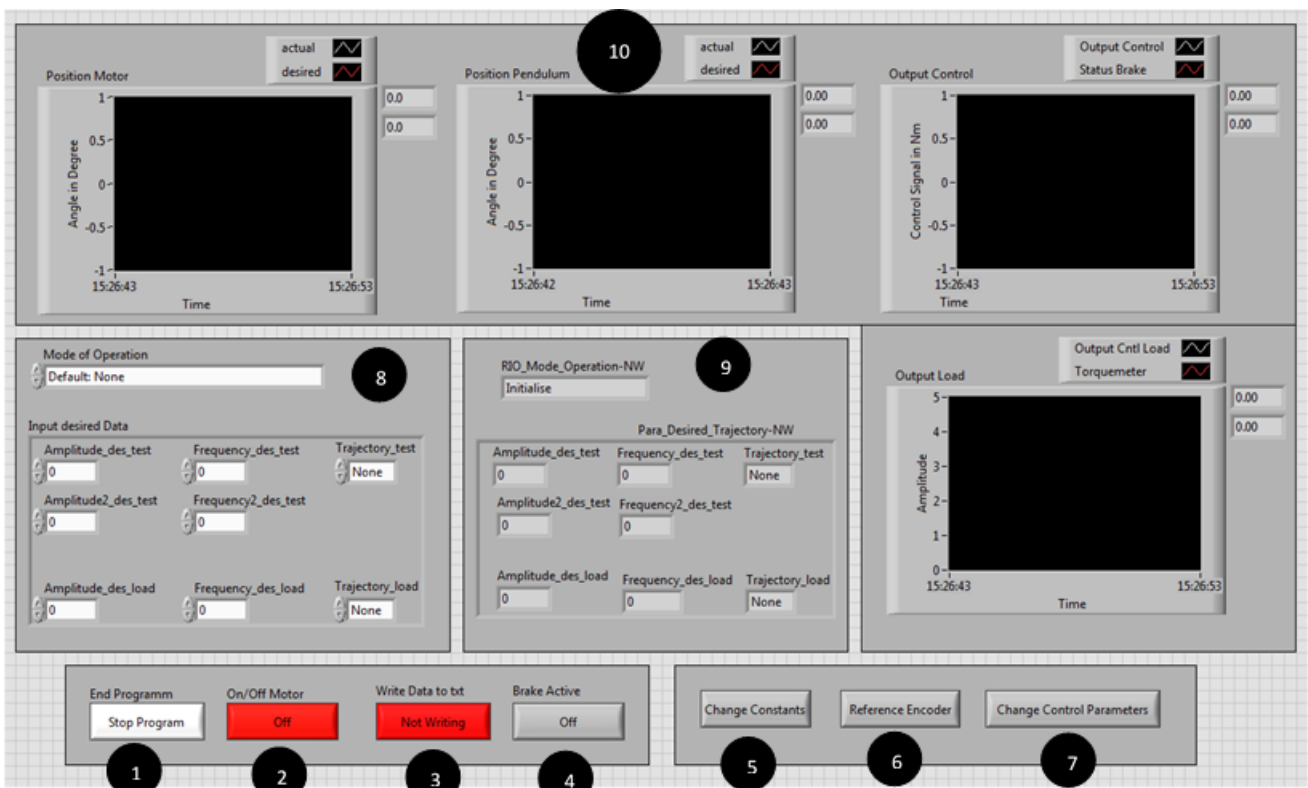 10
actual
desired
Position Motor
0.0
0.0
1
0.5
0
-0.5
-1
Angle in Degree
15:26:43 15:26:53
Time
actual
desired
Position Pendulum
0.00
0.00
1
0.5
0
-0.5
-1
Angle in Degree
15:26:42 15:26:43
Time
Output Control
Status Brake
Output Control
0.00
0.00
1
0.5
0
-0.5
-1
Control Signal in Nm
15:26:43 15:26:53
Time
Mode of Operation
Default: None
8
Input desired Data
Amplitude_des_test Frequency_des_test Trajectory_test
0 0 None
Amplitude2_des_test Frequency2_des_test
0 0
Amplitude_des_load Frequency_des_load Trajectory_load
0 0 None
9
RIO_Mode_Operation-NW
Initialise
Para_Desired_Trajectory-NW
Amplitude_des_test Frequency_des_test Trajectory_test
0 0 None
Amplitude2_des_test Frequency2_des_test
0 0
Amplitude_des_load Frequency_des_load Trajectory_load
0 0 None
Output Cntl Load
Torquemeter
Output Load
0.00
0.00
5
4
3
2
1
0
Amplitude
15:26:43 15:26:53
Time
End Programm On/Off Motor Write Data to txt Brake Active
Stop Program Off Not Writing Off
1 2 3 4
Change Constants Reference Encoder Change Control Parameters
5 6 7